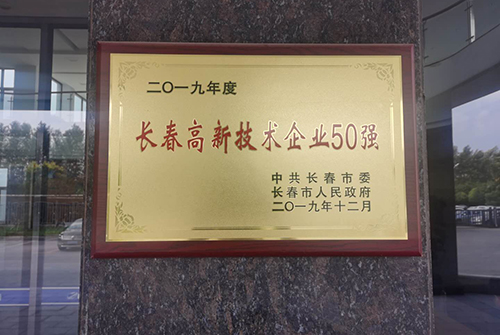 二〇一九年度
长春高新技术企业50强
中共长春市委
长春市人民政府
二〇一九年十二月